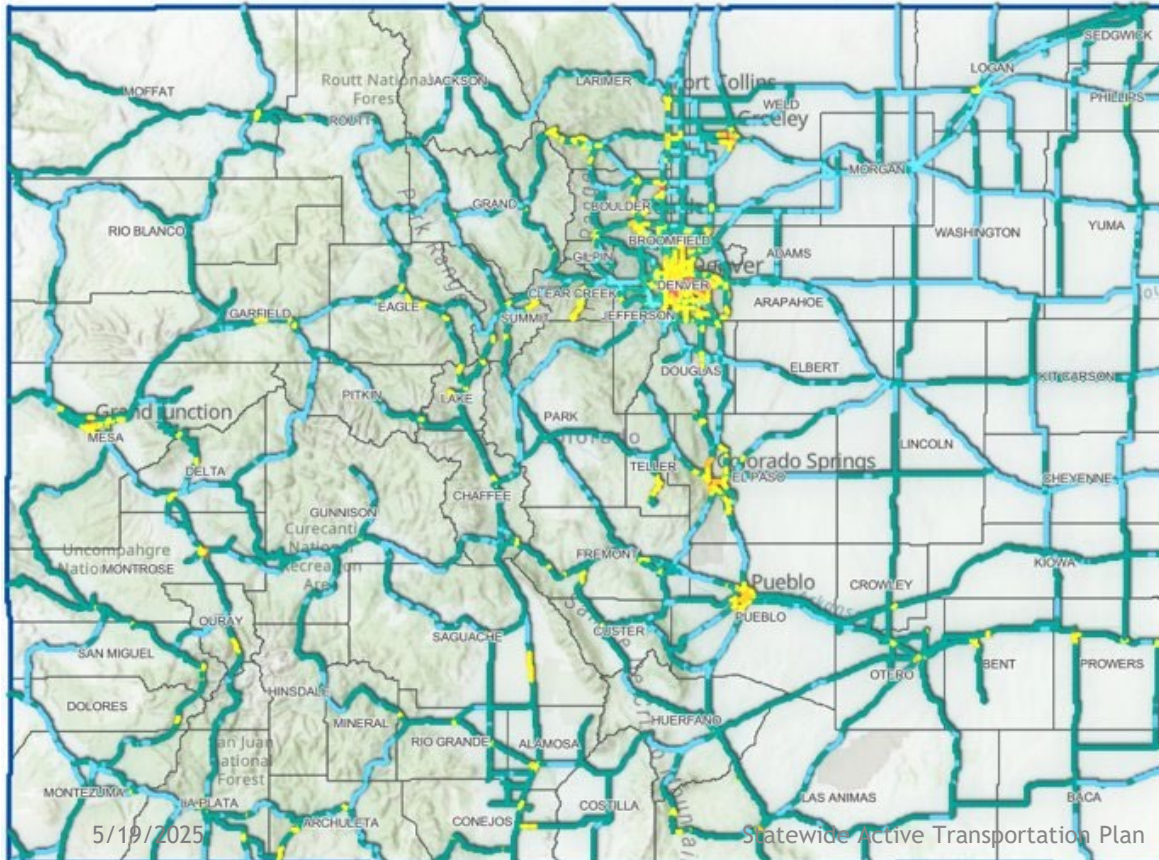 SEDGWICK
LOGAN
Routt National
Forest
JACKSON
LARIMER
MOFFAT
Fort Collins
PHILLIPS
WELD
Greeley
ROUTT
MORGAN
GRAND
BOULDER
RIO BLANCO
YUMA
WASHINGTON
BROOMFIELD
Park Range
GILPIN
ADAMS
Denver
DENVER
CLEAR CREEK
EAGLE
ARAPAHOE
GARFIELD
SUMMIT
JEFFERSON
ELBERT
DOUGLAS
KIT CARSON
PITKIN
LAKE
Grand Junction
PARK
MESA
LINCOLN
Colorado Springs
TELLER
DELTA
EL PASO
CHEYENNE
CHAFFEE
GUNNISON
Curecanti
National
Recreation
Area
Uncompahgre
MONTROSE
FREMONT
KIOWA
Pueblo
CROWLEY
PUEBLO
OURAY
CUSTER
SAGUACHE
SAN MIGUEL
BENT
PROWERS
OTERO
HINSDALE
DOLORES
HUERFANO
MINERAL
RIO GRANDE
ALAMOSA
San Juan
National
Forest
MONTEZUMA
LAS ANIMAS
BACA
LA PLATA
COSTILLA
ARCHULETA
CONEJOS
5/19/2025
Statewide Active Transportation Plan